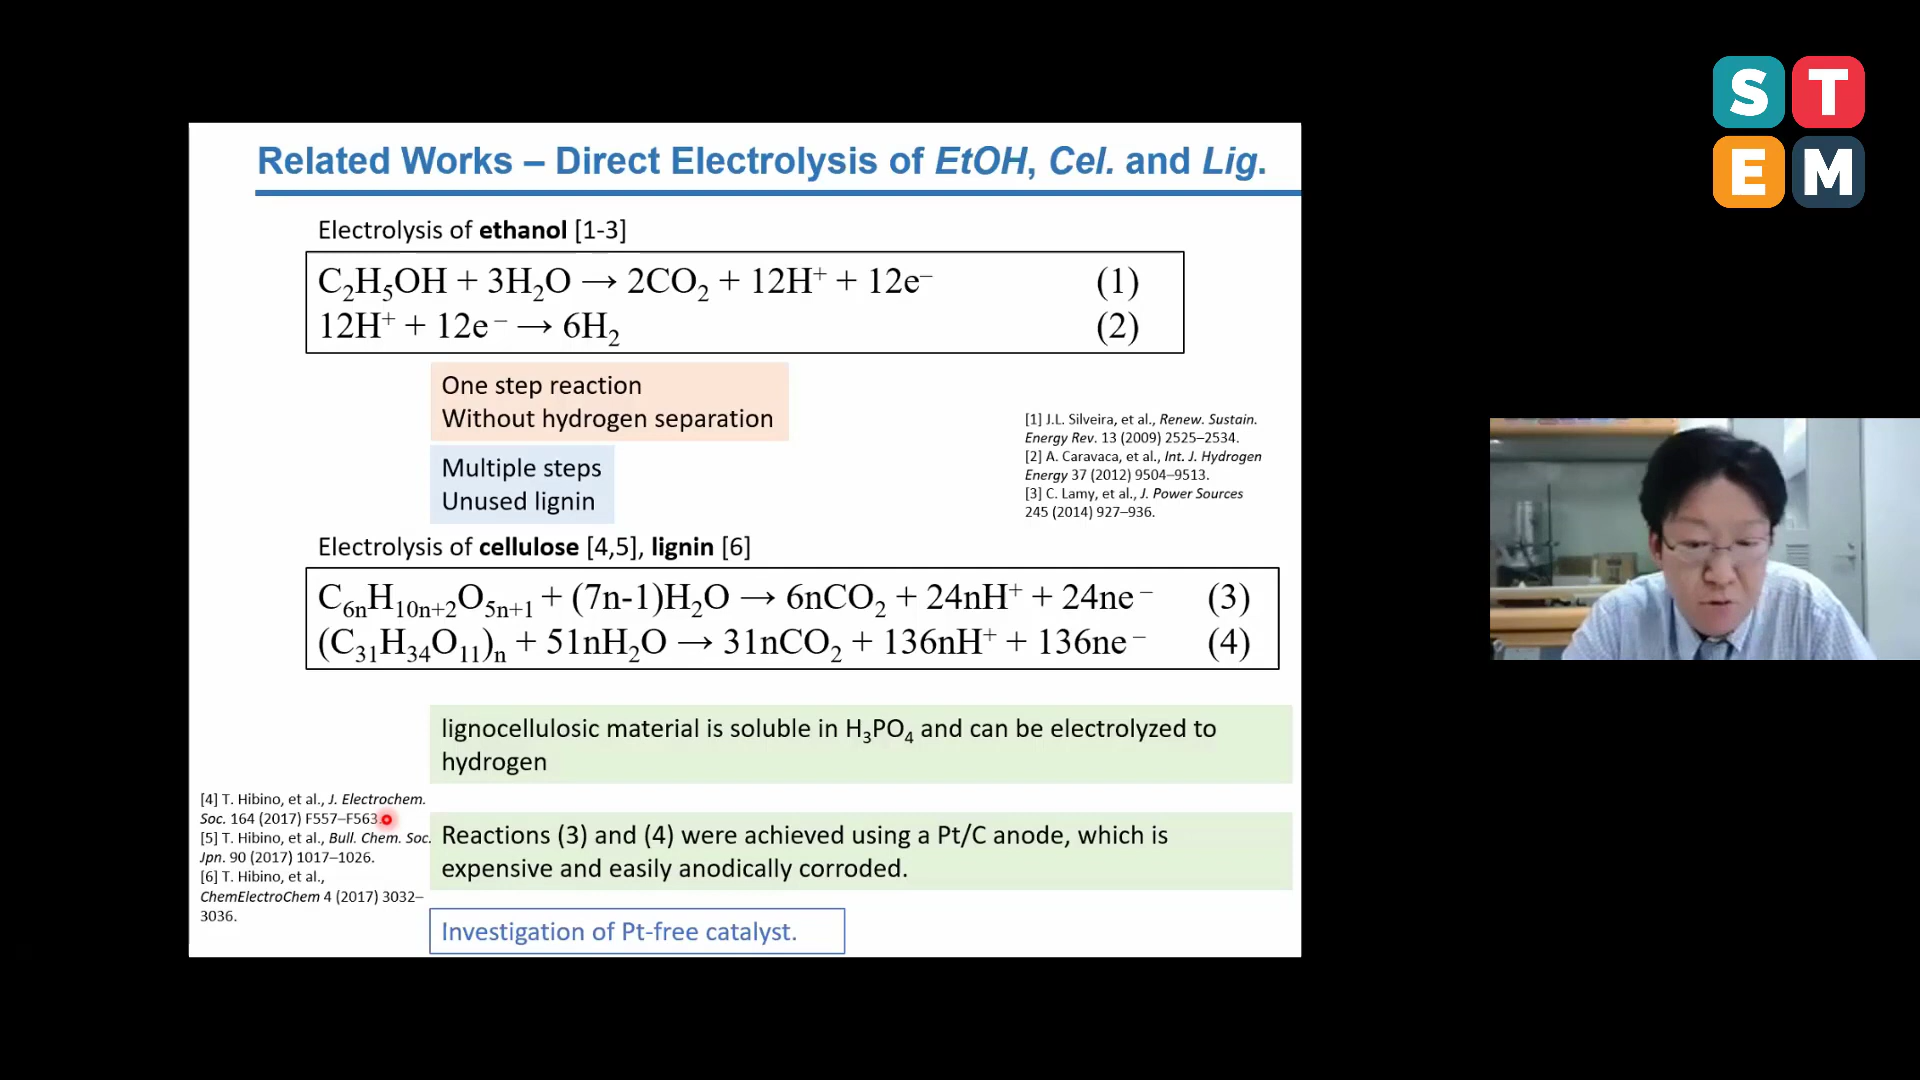 Related Works – Direct Electrolysis of EtOH, Cel. and Lig.
Electrolysis of ethanol [1-3]
C₂H₅OH + 3H₂O → 2CO₂ + 12H⁺ + 12e⁻ (1)
12H⁺ + 12e⁻ → 6H₂ (2)
One step reaction
Without hydrogen separation
Multiple steps
Unused lignin
[1] J.L. Silveira, et al., Renew. Sustain.
Energy Rev. 13 (2009) 2525–2534.
[2] A. Caravaca, et al., Int. J. Hydrogen
Energy 37 (2012) 9504–9513.
[3] C. Lamy, et al., J. Power Sources
245 (2014) 927–936.
Electrolysis of cellulose [4,5], lignin [6]
C₆ₙH₁₀ₙ₊₂O₅ₙ₊₁ + (7n-1)H₂O → 6nCO₂ + 24nH⁺ + 24ne⁻ (3)
(C₃₁H₃₄O₁₁)ₙ + 51nH₂O → 31nCO₂ + 136nH⁺ + 136ne⁻ (4)
lignocellulosic material is soluble in H₃PO₄ and can be electrolyzed to
hydrogen
[4] T. Hibino, et al., J. Electrochem.
Soc. 164 (2017) F557–F563.
[5] T. Hibino, et al., Bull. Chem. Soc.
Jpn. 90 (2017) 1017–1026.
[6] T. Hibino, et al.,
ChemElectroChem 4 (2017) 3032–
3036.
Reactions (3) and (4) were achieved using a Pt/C anode, which is
expensive and easily anodically corroded.
Investigation of Pt-free catalyst.
S T
E M